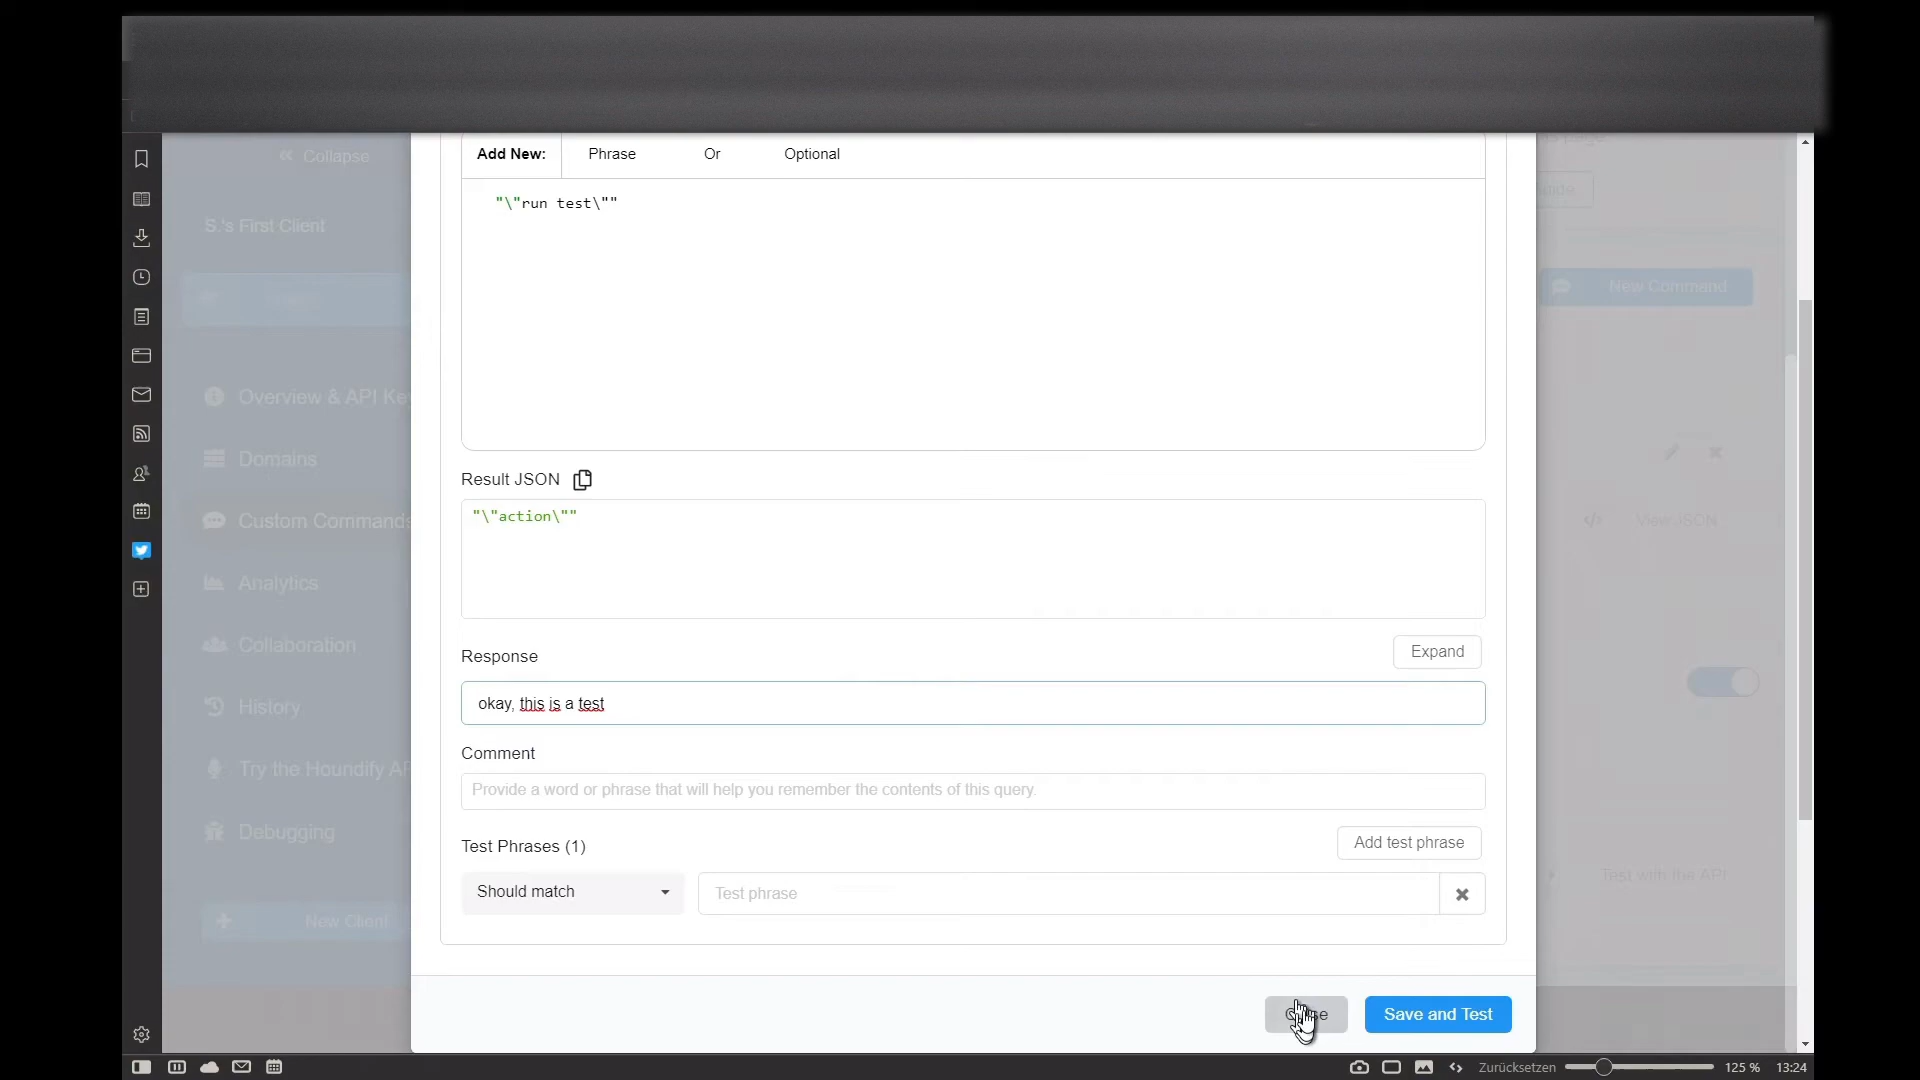 Collapse
S.'s First Client
Overview & API Ke
Domains
Custom Commands
Analytics
Collaboration
History
Try the Houndify AP
Debugging
New Client
Add New: Phrase Or Optional
"\"run test\""
Result JSON
"\"action\""
Response
Expand
okay, this is a test
Comment
Provide a word or phrase that will help you remember the contents of this query.
Test Phrases (1)
Add test phrase
Should match
Test phrase
Save and Test
New Command
View JSON
Test with the API
Zurücksetzen
125 %
13:24